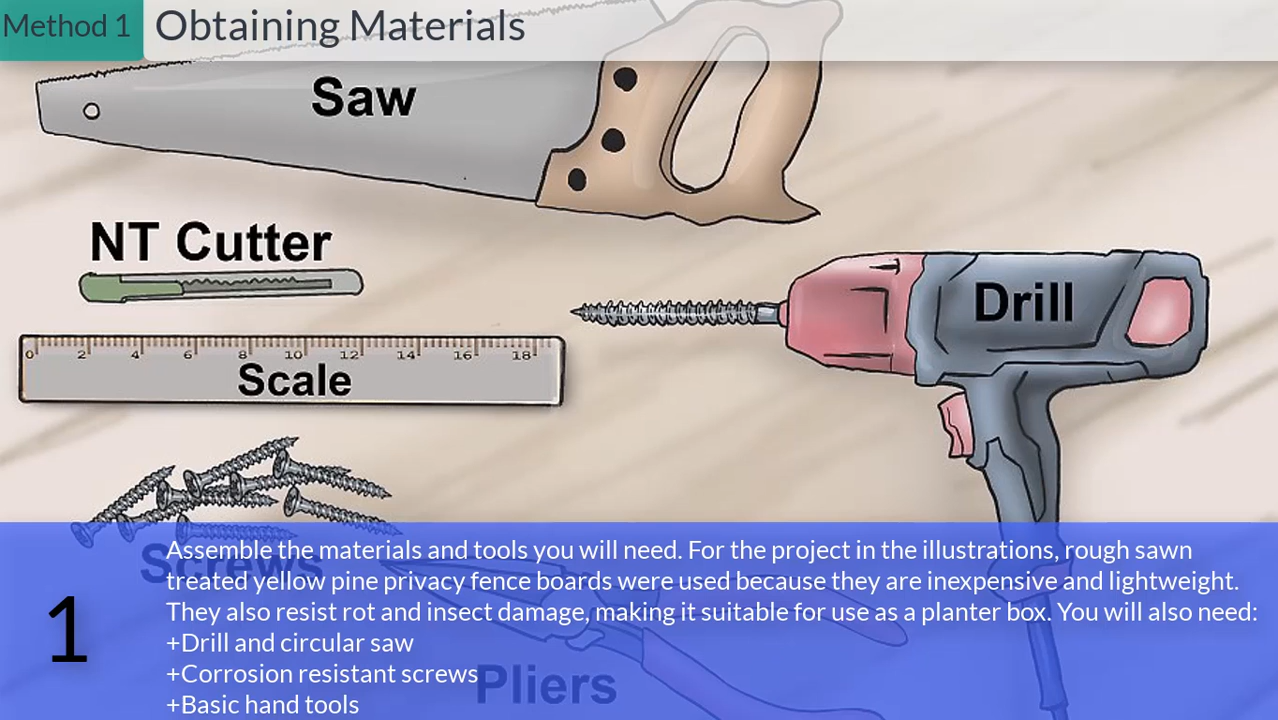 Method 1 Obtaining Materials
Saw
NT Cutter
Drill
0 2 4 6 8 10 12 14 16 18
Scale
Screws
Pliers
1
Assemble the materials and tools you will need. For the project in the illustrations, rough sawn
treated yellow pine privacy fence boards were used because they are inexpensive and lightweight.
They also resist rot and insect damage, making it suitable for use as a planter box. You will also need:
+Drill and circular saw
+Corrosion resistant screws
+Basic hand tools